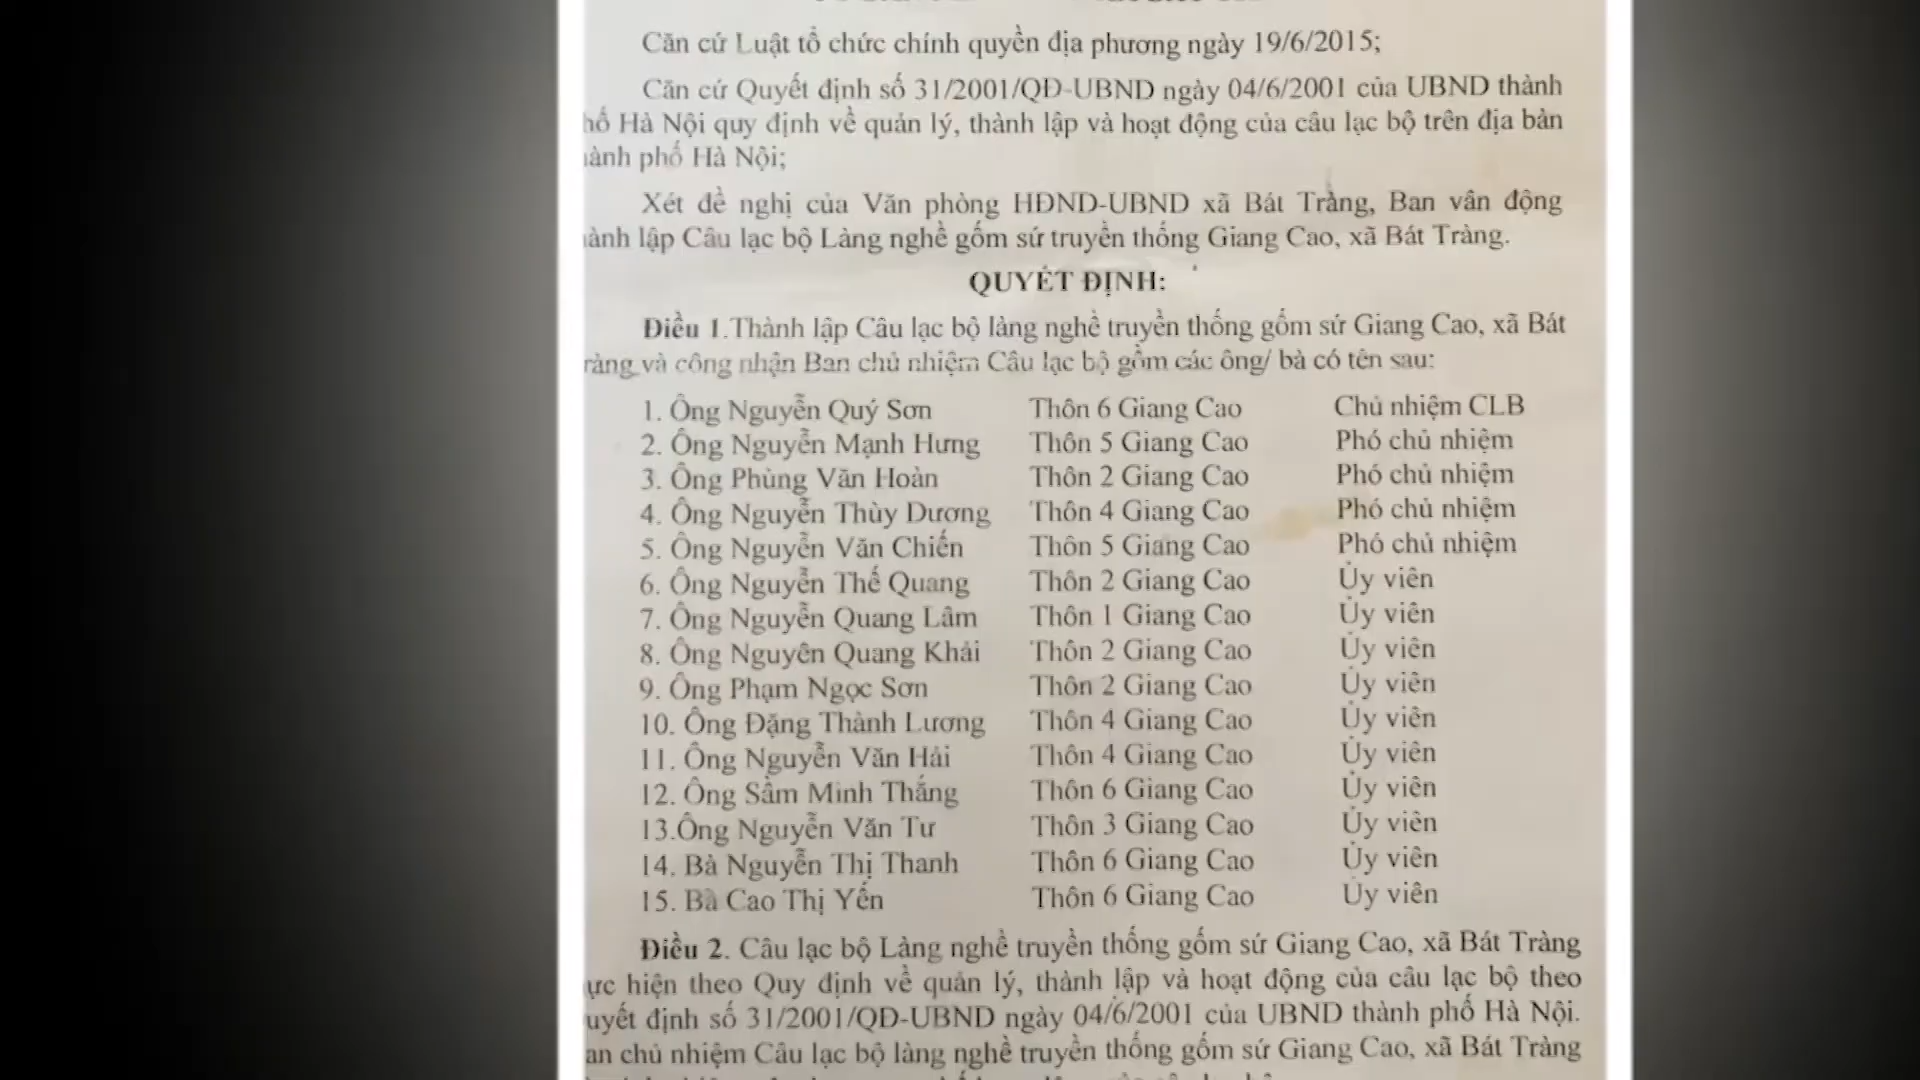 Căn cứ Luật tổ chức chính quyền địa phương ngày 19/6/2015;
Căn cứ Quyết định số 31/2001/QĐ-UBND ngày 04/6/2001 của UBND thành
hố Hà Nội quy định về quản lý, thành lập và hoạt động của câu lạc bộ trên địa bàn
ành phố Hà Nội;
Xét đề nghị của Văn phòng HĐND-UBND xã Bát Tràng, Ban vân động
ành lập Câu lạc bộ Làng nghề gốm sứ truyền thống Giang Cao, xã Bát Tràng.
QUYẾT ĐỊNH:
Điều 1.Thành lập Câu lạc bộ làng nghề truyền thống gốm sứ Giang Cao, xã Bát
ràng và công nhận Ban chủ nhiệm Câu lạc bộ gồm các ông/ bà có tên sau:
1. Ông Nguyễn Quý Sơn Thôn 6 Giang Cao Chủ nhiệm CLB
2. Ông Nguyễn Mạnh Hưng Thôn 5 Giang Cao Phó chủ nhiệm
3. Ông Phùng Văn Hoàn Thôn 2 Giang Cao Phó chủ nhiệm
4. Ông Nguyễn Thùy Dương Thôn 4 Giang Cao Phó chủ nhiệm
5. Ông Nguyễn Văn Chiến Thôn 5 Giang Cao Phó chủ nhiệm
6. Ông Nguyễn Thế Quang Thôn 2 Giang Cao Ủy viên
7. Ông Nguyễn Quang Lâm Thôn 1 Giang Cao Ủy viên
8. Ông Nguyên Quang Khải Thôn 2 Giang Cao Ủy viên
9. Ông Phạm Ngọc Sơn Thôn 2 Giang Cao Ủy viên
10. Ông Đặng Thành Lương Thôn 4 Giang Cao Ủy viên
11. Ông Nguyễn Văn Hải Thôn 4 Giang Cao Ủy viên
12. Ông Sầm Minh Thắng Thôn 6 Giang Cao Ủy viên
13.Ông Nguyễn Văn Tư Thôn 3 Giang Cao Ủy viên
14. Bà Nguyễn Thị Thanh Thôn 6 Giang Cao Ủy viên
15. Bà Cao Thị Yến Thôn 6 Giang Cao Ủy viên
Điều 2. Câu lạc bộ Làng nghề truyền thống gốm sứ Giang Cao, xã Bát Tràng
ực hiện theo Quy định về quản lý, thành lập và hoạt động của câu lạc bộ theo
uyết định số 31/2001/QĐ-UBND ngày 04/6/2001 của UBND thành phố Hà Nội.
an chủ nhiệm Câu lạc bộ làng nghề truyền thống gốm sứ Giang Cao, xã Bát Tràng